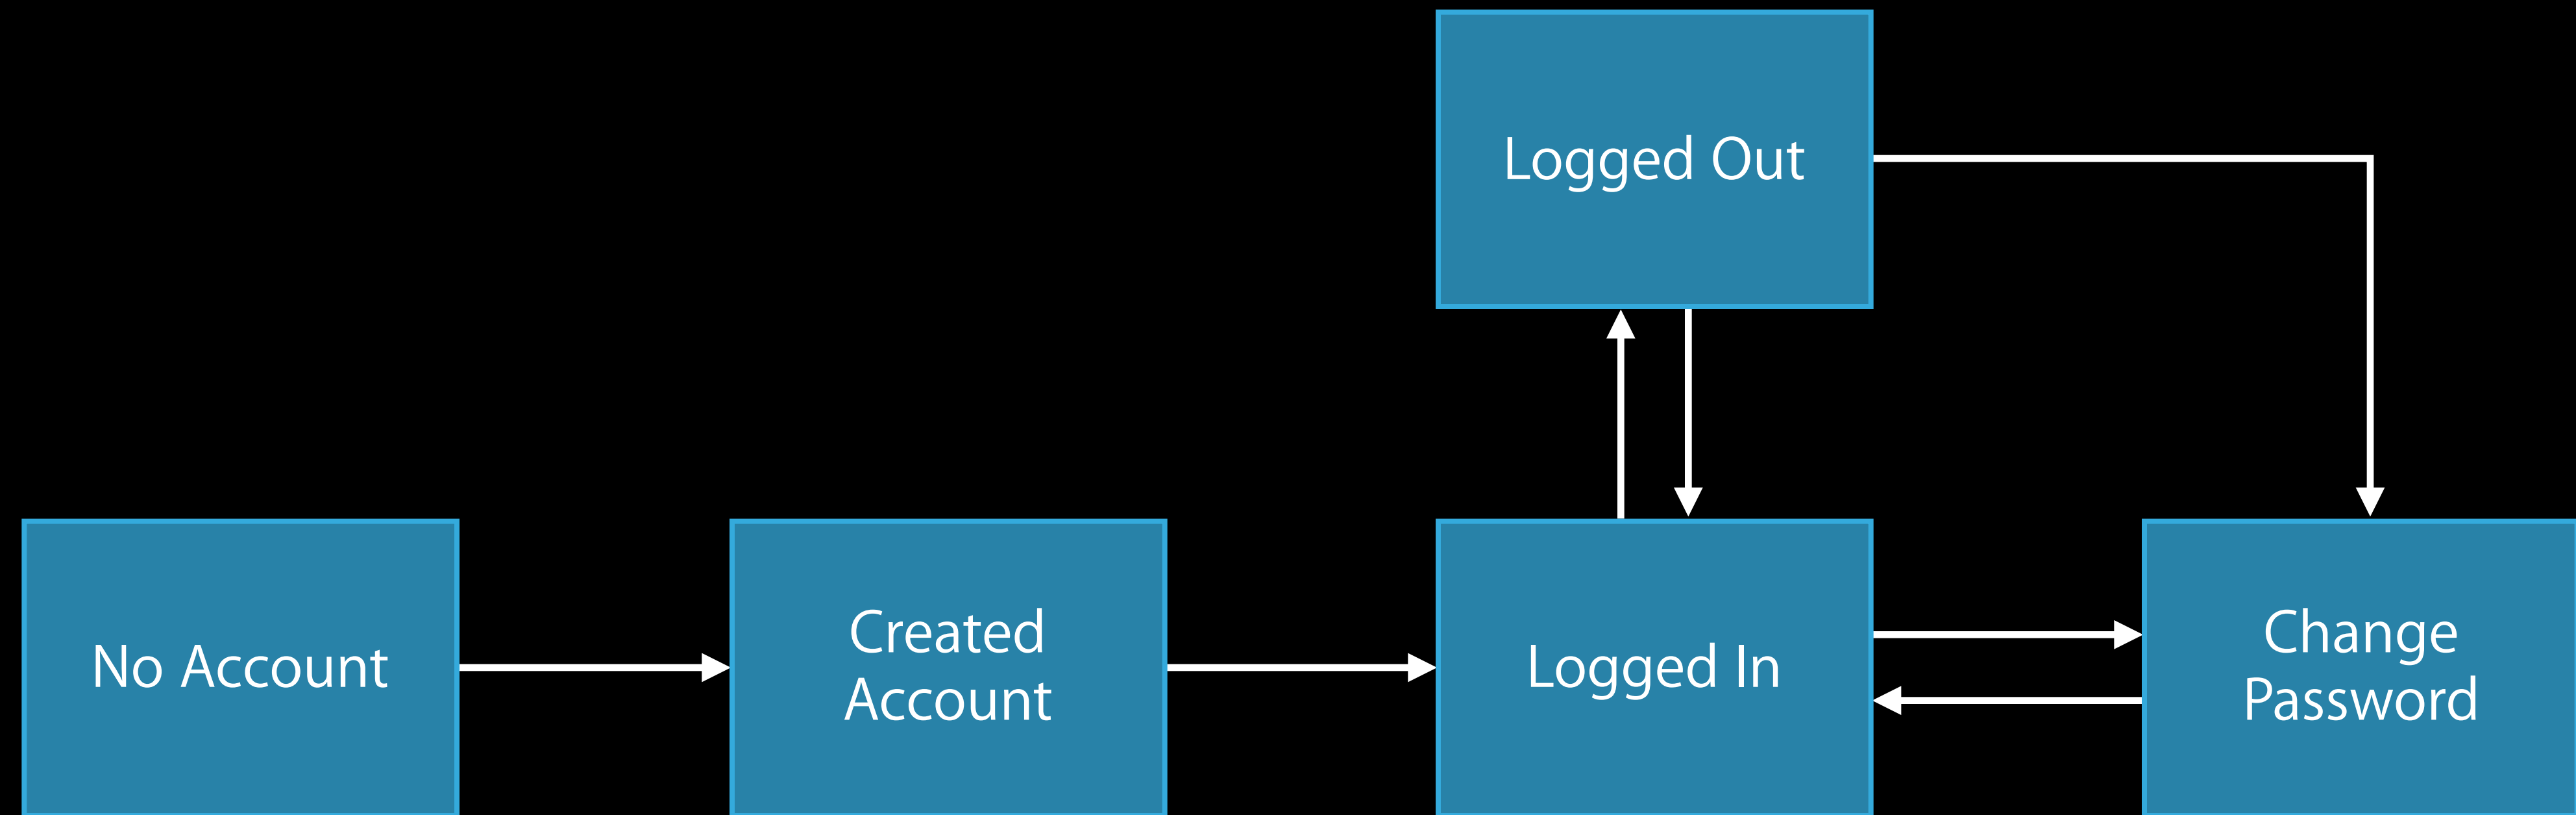 Logged Out
No Account
Created
Account
Logged In
Change
Password